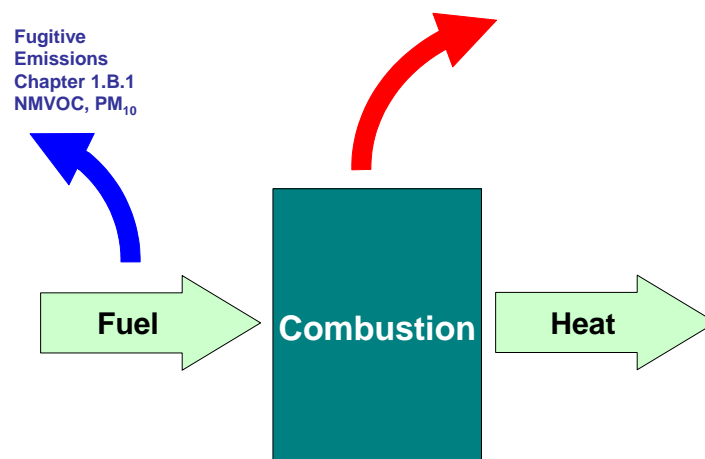 Fugitive
Emissions
Chapter 1.B.1
NMVOC, PM₁₀
Fuel
Combustion
Heat